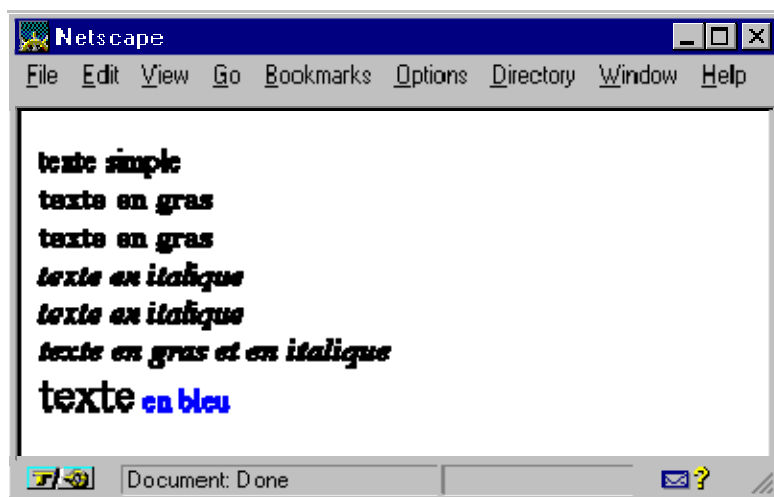 Netscape
File Edit View Go Bookmarks Options Directory Window Help
texte simple
texte en gras
texte en gras
texte en italique
texte en italique
texte en gras et en italique
texte en bleu
Document: Done